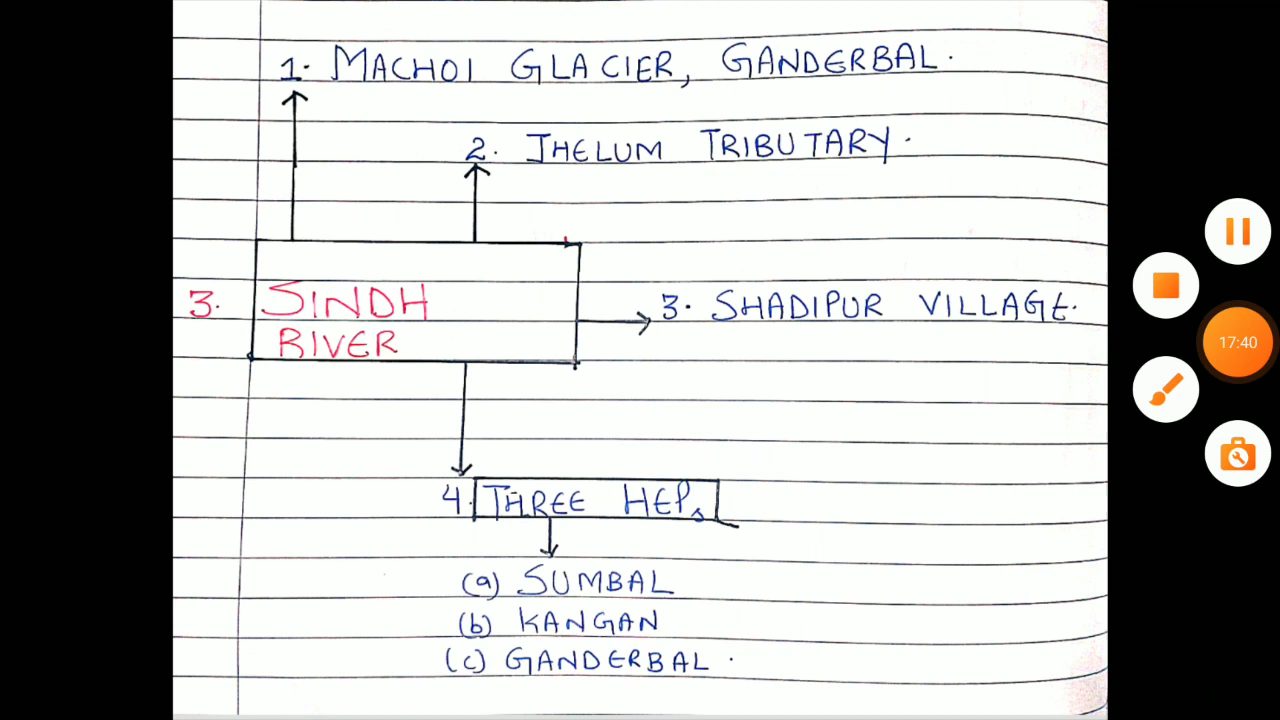 1. MACHOI GLACIER, GANDERBAL.
2. JHELUM TRIBUTARY.
3. SINDH
RIVER
3. SHADIPUR VILLAGE.
4. THREE HEPs
(a) SUMBAL
(b) KANGAN
(c) GANDERBAL.
17:40